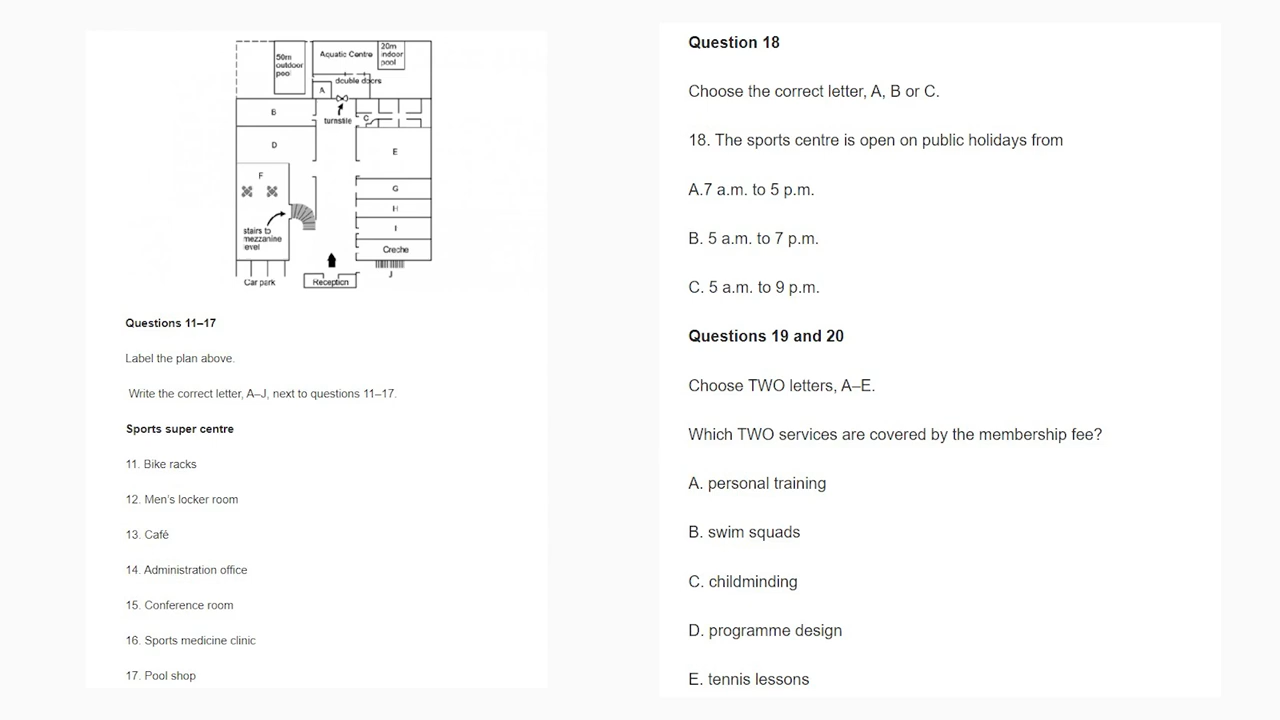 50m
outdoor
pool
Aquatic Centre
20m
indoor
pool
double doors
A
turnstile
B
C
D
E
F
G
H
I
stairs to
mezzanine
level
Creche
J
Car park
Reception
Questions 11–17
Label the plan above.
Write the correct letter, A–J, next to questions 11–17.
Sports super centre
11. Bike racks
12. Men's locker room
13. Café
14. Administration office
15. Conference room
16. Sports medicine clinic
17. Pool shop
Question 18
Choose the correct letter, A, B or C.
18. The sports centre is open on public holidays from
A.7 a.m. to 5 p.m.
B. 5 a.m. to 7 p.m.
C. 5 a.m. to 9 p.m.
Questions 19 and 20
Choose TWO letters, A–E.
Which TWO services are covered by the membership fee?
A. personal training
B. swim squads
C. childminding
D. programme design
E. tennis lessons